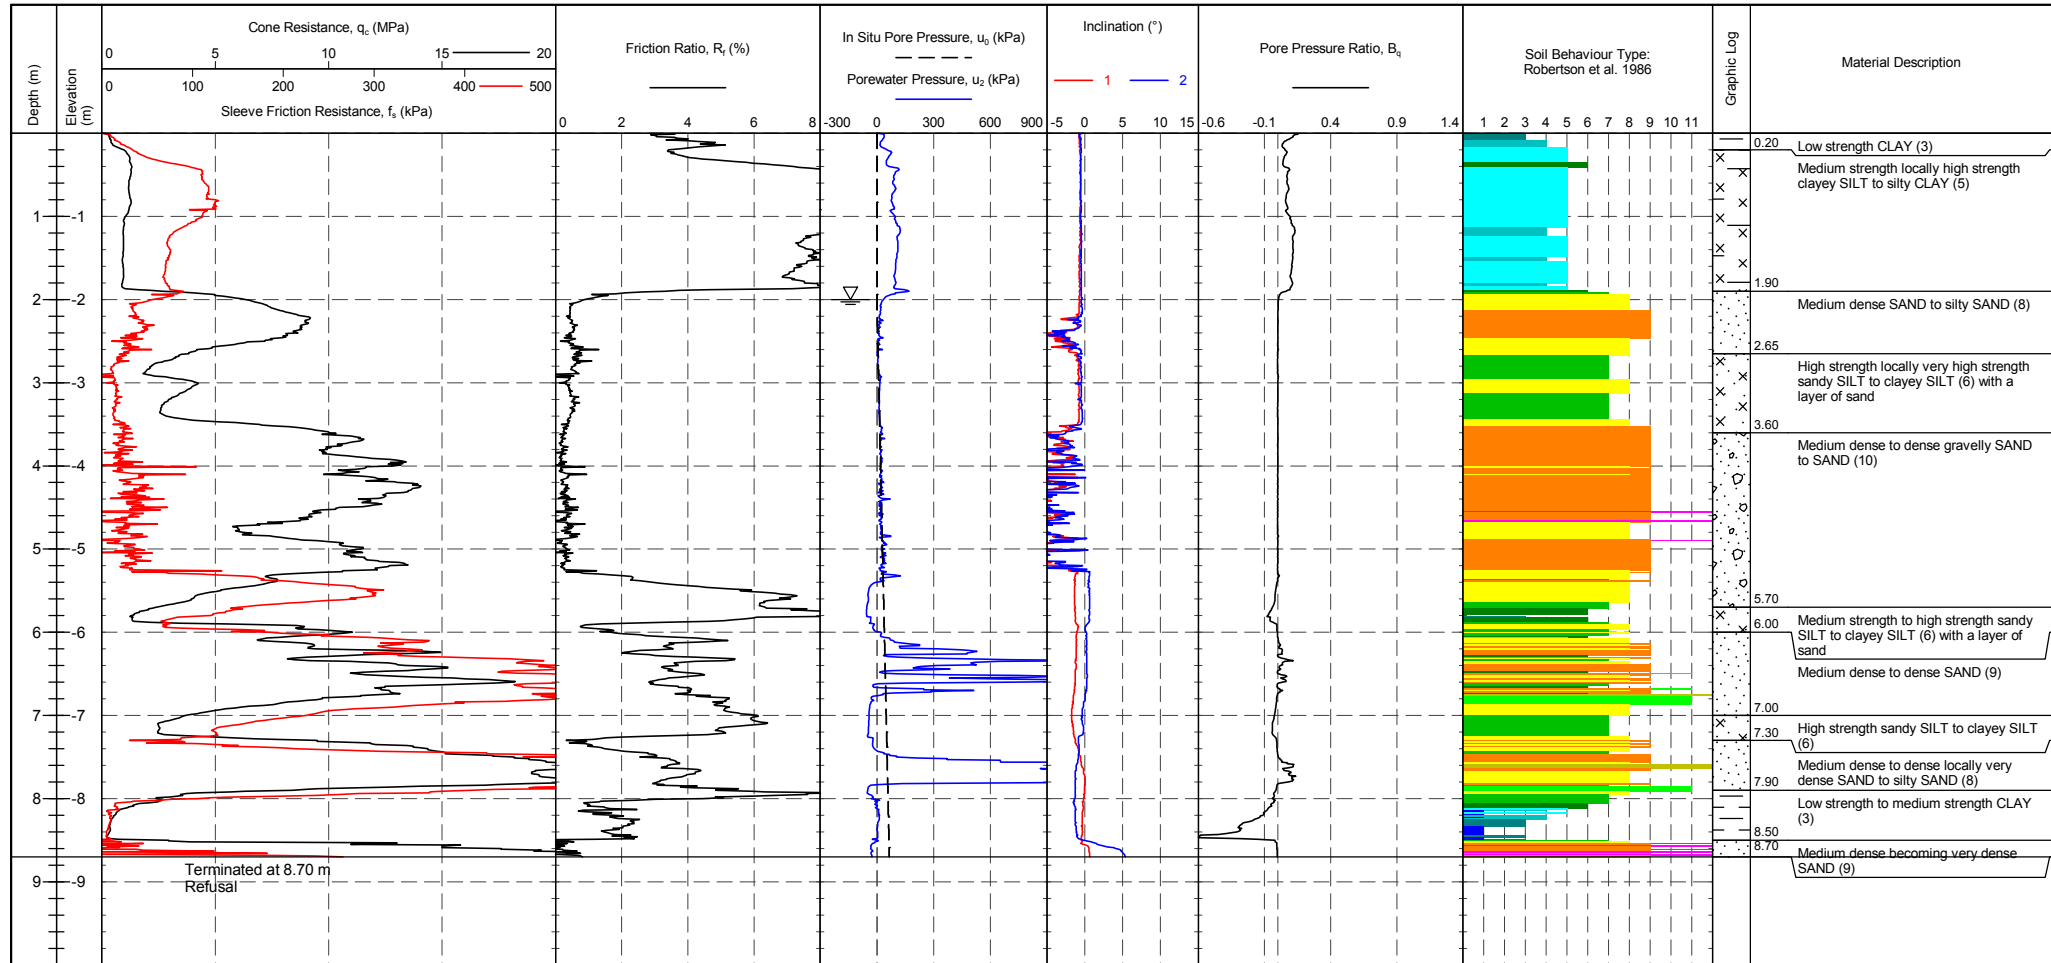 Depth (m)
Elevation
(m)
Cone Resistance, qc (MPa)
0 5 10 15 20
0 100 200 300 400 500
Sleeve Friction Resistance, fs (kPa)
Friction Ratio, Rf (%)
0 2 4 6 8
In Situ Pore Pressure, u0 (kPa)
Porewater Pressure, u2 (kPa)
-300 0 300 600 900
Inclination (°)
1 2
-5 0 5 10 15
Pore Pressure Ratio, Bq
-0.6 -0.1 0.4 0.9 1.4
Soil Behaviour Type:
Robertson et al. 1986
1 2 3 4 5 6 7 8 9 10 11
Graphic Log
Material Description
0.20
Low strength CLAY (3)
Medium strength locally high strength
clayey SILT to silty CLAY (5)
1 -1
1.90
2 -2
Medium dense SAND to silty SAND (8)
2.65
High strength locally very high strength
sandy SILT to clayey SILT (6) with a
layer of sand
3 -3
3.60
Medium dense to dense gravelly SAND
to SAND (10)
4 -4
5 -5
5.70
Medium strength to high strength sandy
SILT to clayey SILT (6) with a layer of
sand
6 -6
6.00
Medium dense to dense SAND (9)
7 -7
7.00
High strength sandy SILT to clayey SILT
(6)
7.30
Medium dense to dense locally very
dense SAND to silty SAND (8)
7.90
8 -8
Low strength to medium strength CLAY
(3)
8.50
8.70
Medium dense becoming very dense
SAND (9)
Terminated at 8.70 m
Refusal
9 -9